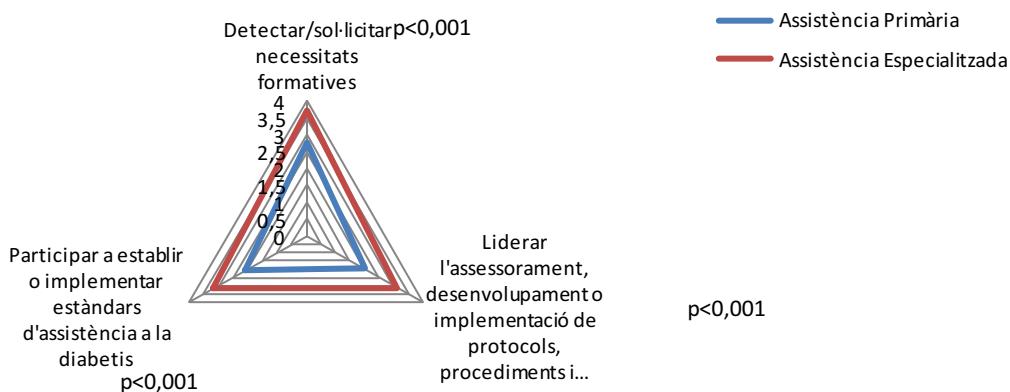 Detectar/sol·licitar
necessitats
formatives
p<0,001
Assistència Primària
Assistència Especialitzada
4
3,5
3
2,5
2
1,5
1
0,5
0
Participar a establir
o implementar
estàndars
d'assistència a la
diabetis
p<0,001
Liderar
l'assessorament,
desenvolupament o
implementació de
protocols,
procediments i...
p<0,001